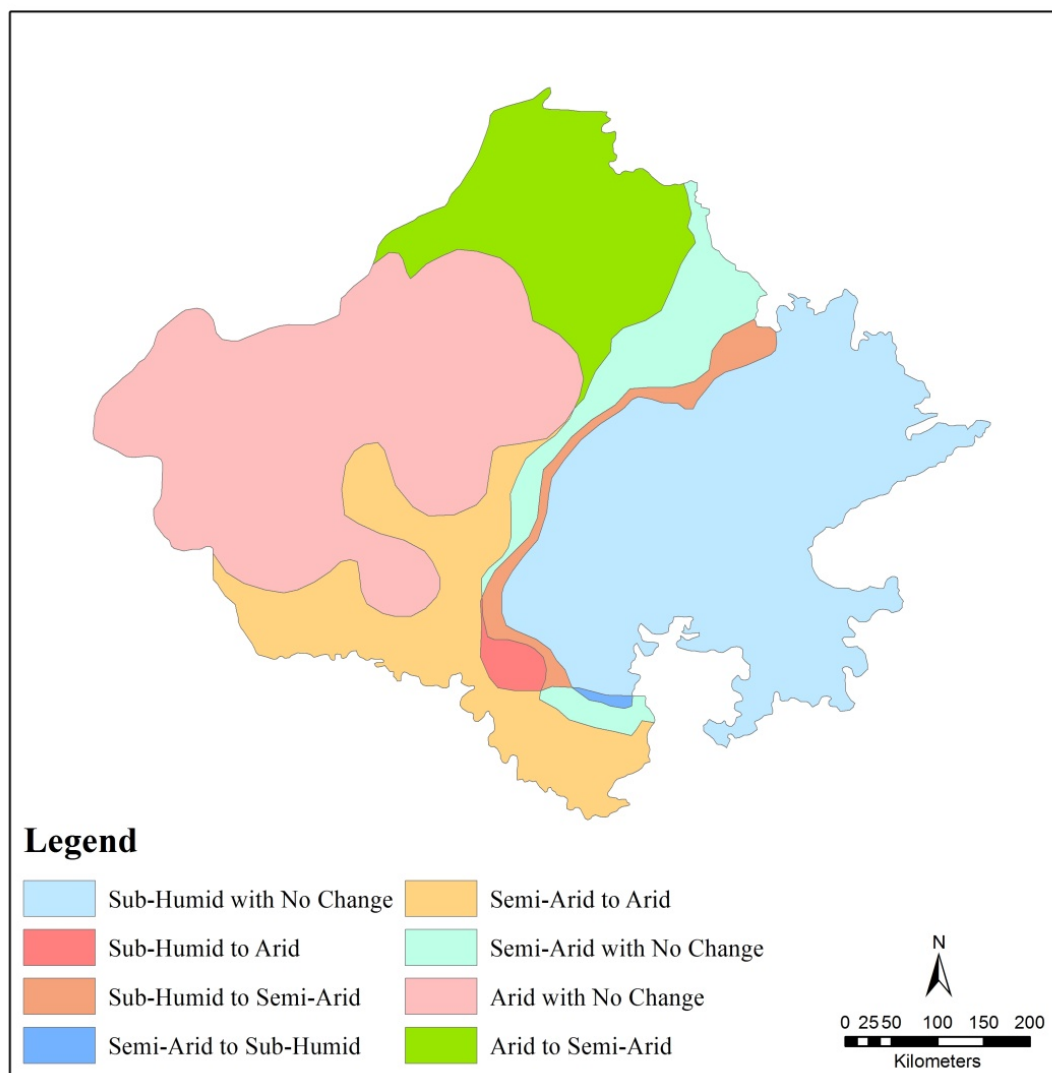 Legend
Sub-Humid with No Change
Sub-Humid to Arid
Sub-Humid to Semi-Arid
Semi-Arid to Sub-Humid
Semi-Arid to Arid
Semi-Arid with No Change
Arid with No Change
Arid to Semi-Arid
N
0 25 50 100 150 200
Kilometers